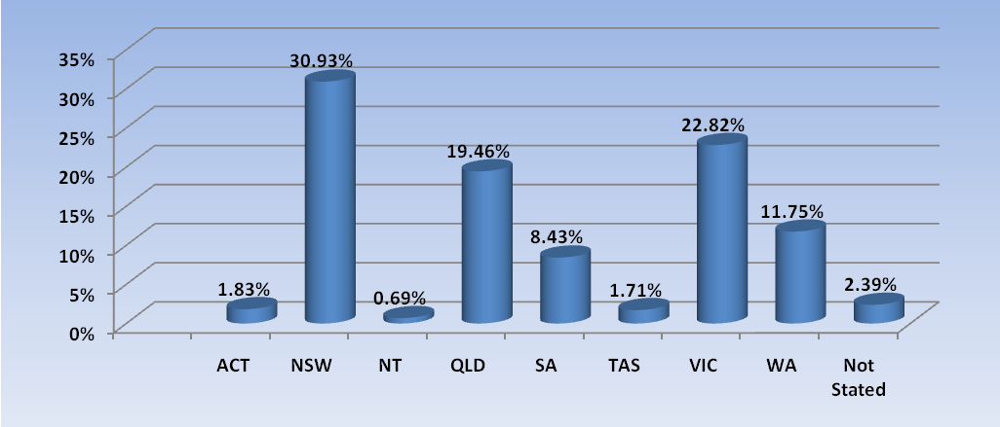 35%
30%
25%
20%
15%
10%
5%
0%
1.83%
30.93%
0.69%
19.46%
8.43%
1.71%
22.82%
11.75%
2.39%
ACT
NSW
NT
QLD
SA
TAS
VIC
WA
Not
Stated